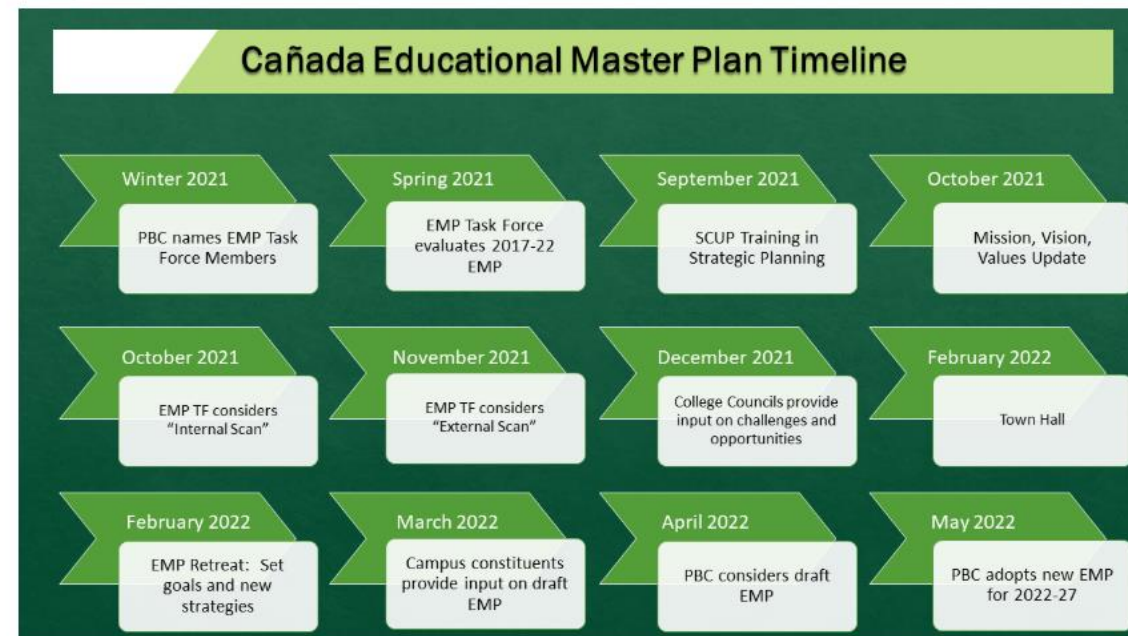 Cañada Educational Master Plan Timeline
Winter 2021
PBC names EMP Task
Force Members
Spring 2021
EMP Task Force
evaluates 2017-22
EMP
September 2021
SCUP Training in
Strategic Planning
October 2021
Mission, Vision,
Values Update
October 2021
EMP TF considers
“Internal Scan”
November 2021
EMP TF considers
“External Scan”
December 2021
College Councils provide
input on challenges and
opportunities
February 2022
Town Hall
February 2022
EMP Retreat: Set
goals and new
strategies
March 2022
Campus constituents
provide input on draft
EMP
April 2022
PBC considers draft
EMP
May 2022
PBC adopts new EMP
for 2022-27